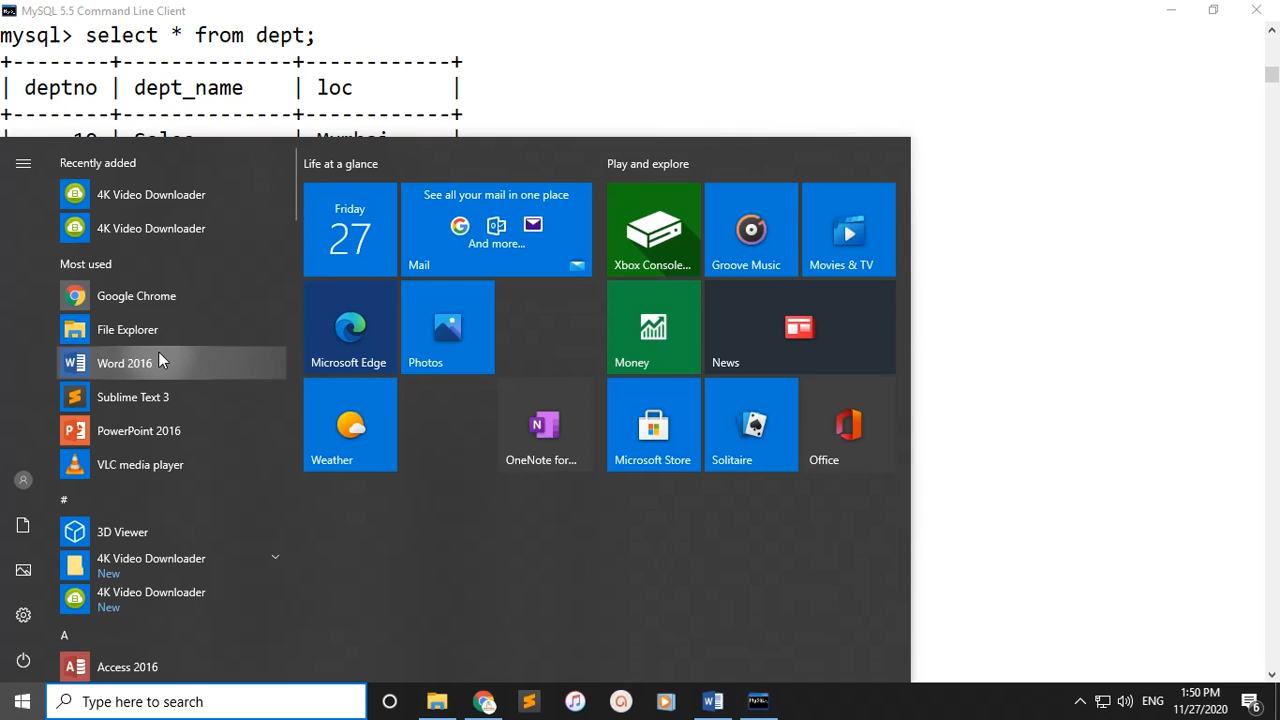 MySQL 5.5 Command Line Client
mysql> select * from dept;
+--------+--------------+------------+
| deptno | dept_name    | loc        |
+--------+--------------+------------+
Recently added
4K Video Downloader
4K Video Downloader
Most used
Google Chrome
File Explorer
Word 2016
Sublime Text 3
PowerPoint 2016
VLC media player
#
3D Viewer
4K Video Downloader
New
4K Video Downloader
New
A
Access 2016
Life at a glance
Friday
27
See all your mail in one place
And more...
Mail
Microsoft Edge
Photos
Weather
OneNote for...
Play and explore
Xbox Console...
Groove Music
Movies & TV
Money
News
Microsoft Store
Solitaire
Office
Type here to search
ENG
1:50 PM
11/27/2020
6